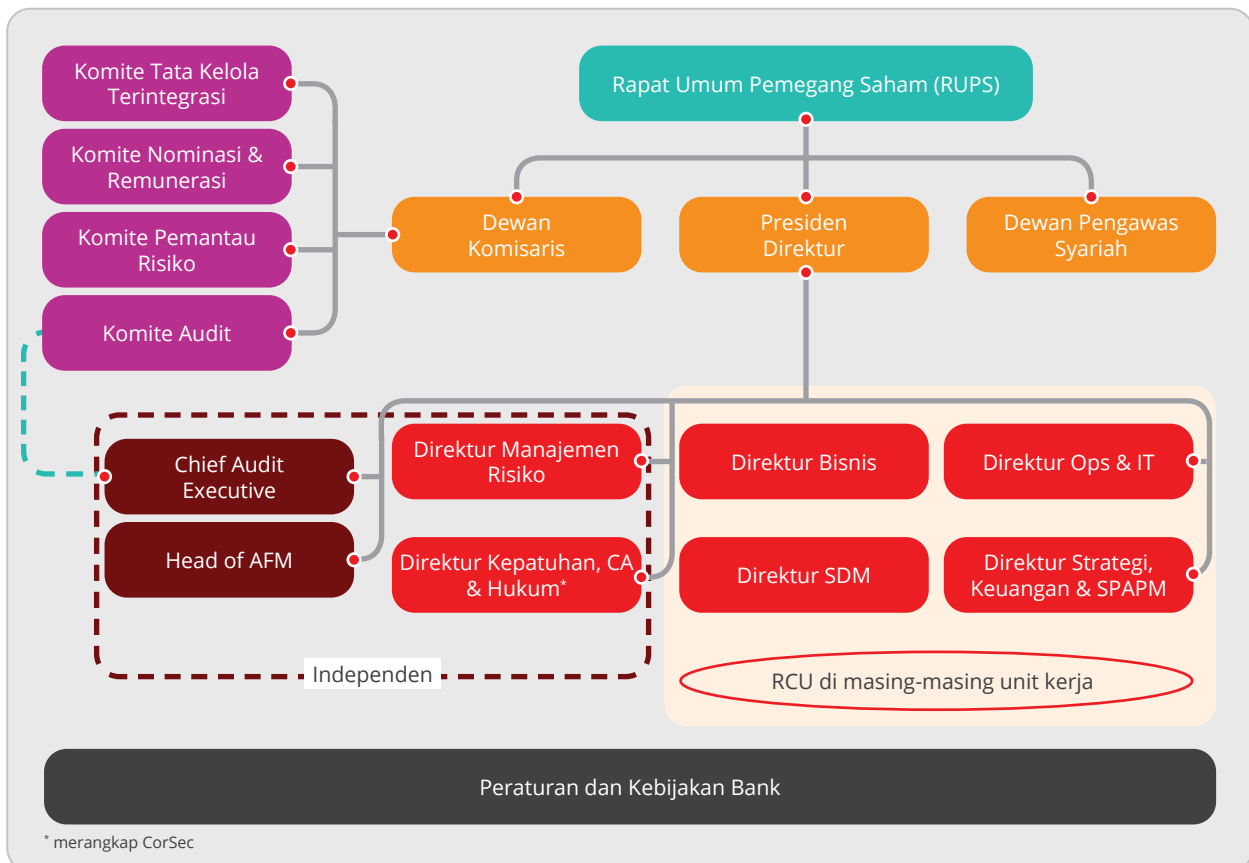 Komite Tata Kelola
Terintegrasi
Komite Nominasi &
Remunerasi
Komite Pemantau
Risiko
Komite Audit
Rapat Umum Pemegang Saham (RUPS)
Dewan
Komisaris
Presiden
Direktur
Dewan Pengawas
Syariah
Chief Audit
Executive
Head of AFM
Direktur Manajemen
Risiko
Direktur Kepatuhan, CA
& Hukum*
Independen
Direktur Bisnis
Direktur Ops & IT
Direktur SDM
Direktur Strategi,
Keuangan & SPAPM
RCU di masing-masing unit kerja
Peraturan dan Kebijakan Bank
* merangkap CorSec